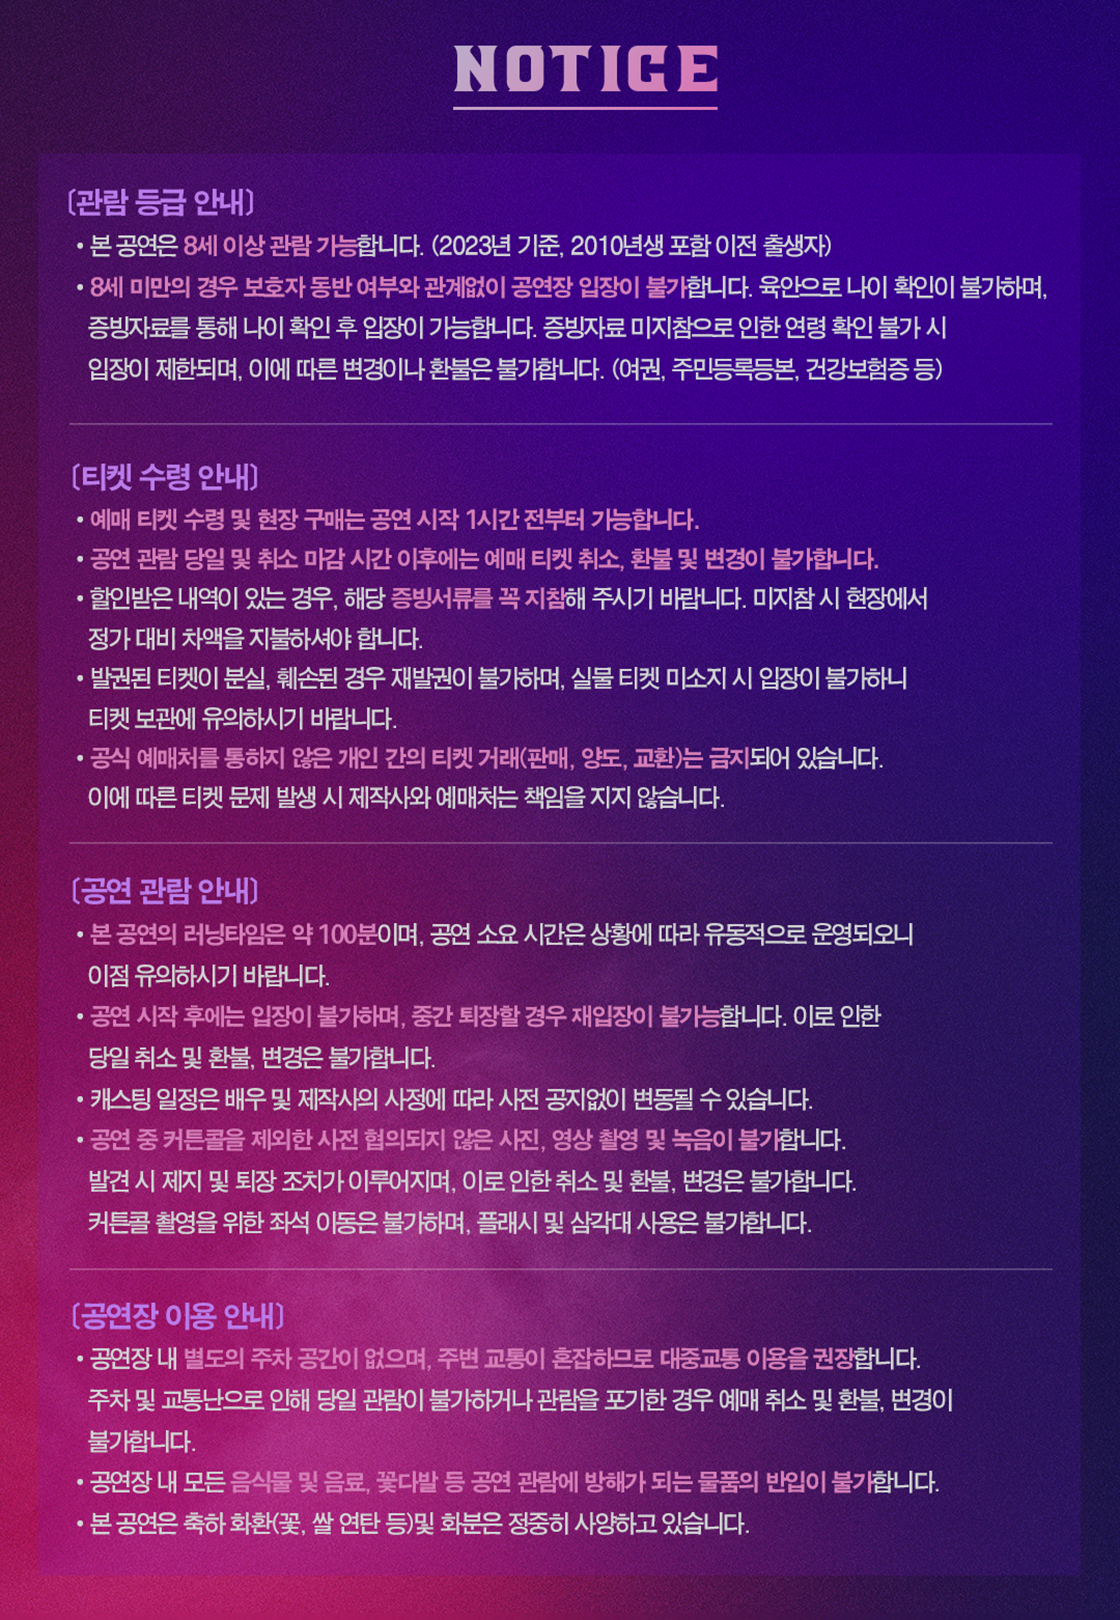 NOTICE
〔관람 등급 안내〕
• 본 공연은 8세 이상 관람 가능합니다. (2023년 기준, 2010년생 포함 이전 출생자)
• 8세 미만의 경우 보호자 동반 여부와 관계없이 공연장 입장이 불가합니다. 육안으로 나이 확인이 불가하며,
증빙자료를 통해 나이 확인 후 입장이 가능합니다. 증빙자료 미지참으로 인한 연령 확인 불가 시
입장이 제한되며, 이에 따른 변경이나 환불은 불가합니다. (여권, 주민등록등본, 건강보험증 등)
〔티켓 수령 안내〕
• 예매 티켓 수령 및 현장 구매는 공연 시작 1시간 전부터 가능합니다.
• 공연 관람 당일 및 취소 마감 시간 이후에는 예매 티켓 취소, 환불 및 변경이 불가합니다.
• 할인받은 내역이 있는 경우, 해당 증빙서류를 꼭 지참해 주시기 바랍니다. 미지참 시 현장에서
정가 대비 차액을 지불하셔야 합니다.
• 발권된 티켓이 분실, 훼손된 경우 재발권이 불가하며, 실물 티켓 미소지 시 입장이 불가하니
티켓 보관에 유의하시기 바랍니다.
• 공식 예매처를 통하지 않은 개인 간의 티켓 거래(판매, 양도, 교환)는 금지되어 있습니다.
이에 따른 티켓 문제 발생 시 제작사와 예매처는 책임을 지지 않습니다.
〔공연 관람 안내〕
• 본 공연의 러닝타임은 약 100분이며, 공연 소요 시간은 상황에 따라 유동적으로 운영되오니
이점 유의하시기 바랍니다.
• 공연 시작 후에는 입장이 불가하며, 중간 퇴장할 경우 재입장이 불가능합니다. 이로 인한
당일 취소 및 환불, 변경은 불가합니다.
• 캐스팅 일정은 배우 및 제작사의 사정에 따라 사전 공지없이 변동될 수 있습니다.
• 공연 중 커튼콜을 제외한 사전 협의되지 않은 사진, 영상 촬영 및 녹음이 불가합니다.
발견 시 제지 및 퇴장 조치가 이루어지며, 이로 인한 취소 및 환불, 변경은 불가합니다.
커튼콜 촬영을 위한 좌석 이동은 불가하며, 플래시 및 삼각대 사용은 불가합니다.
〔공연장 이용 안내〕
• 공연장 내 별도의 주차 공간이 없으며, 주변 교통이 혼잡하므로 대중교통 이용을 권장합니다.
주차 및 교통난으로 인해 당일 관람이 불가하거나 관람을 포기한 경우 예매 취소 및 환불, 변경이
불가합니다.
• 공연장 내 모든 음식물 및 음료, 꽃다발 등 공연 관람에 방해가 되는 물품의 반입이 불가합니다.
• 본 공연은 축하 화환(꽃, 쌀 연탄 등)및 화분은 정중히 사양하고 있습니다.